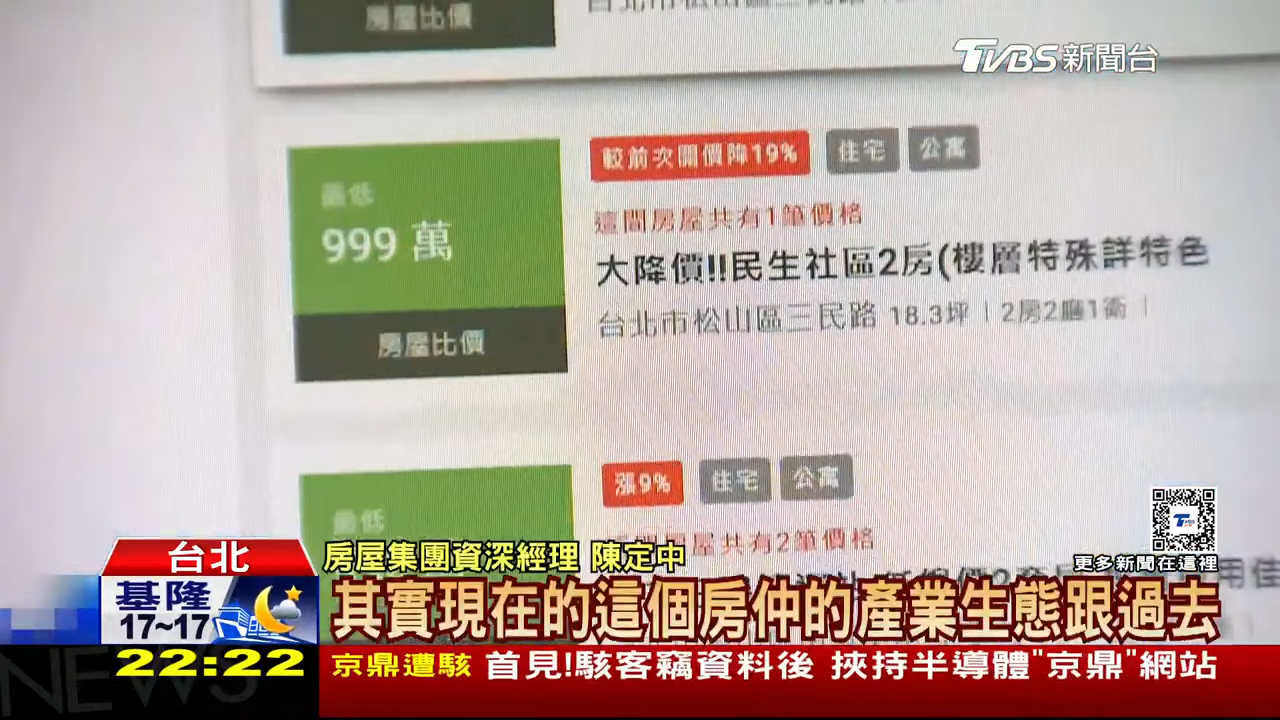 房屋比價
TVBS新聞台
較前次開價降19%
住宅
公寓
最低
999 萬
這間房屋共有1筆價格
大降價!!民生社區2房(樓層特殊詳特色
台北市松山區三民路 18.3坪 | 2房2廳1衛 |
房屋比價
漲9%
住宅
公寓
最低
屋共有2筆價格
TVBS
更多新聞在這裡
台北
房屋集團資深經理 陳定中
基隆
17~17
其實現在的這個房仲的產業生態跟過去
22:22
京鼎遭駭 首見!駭客竊資料後 挾持半導體"京鼎"網站
NEWS